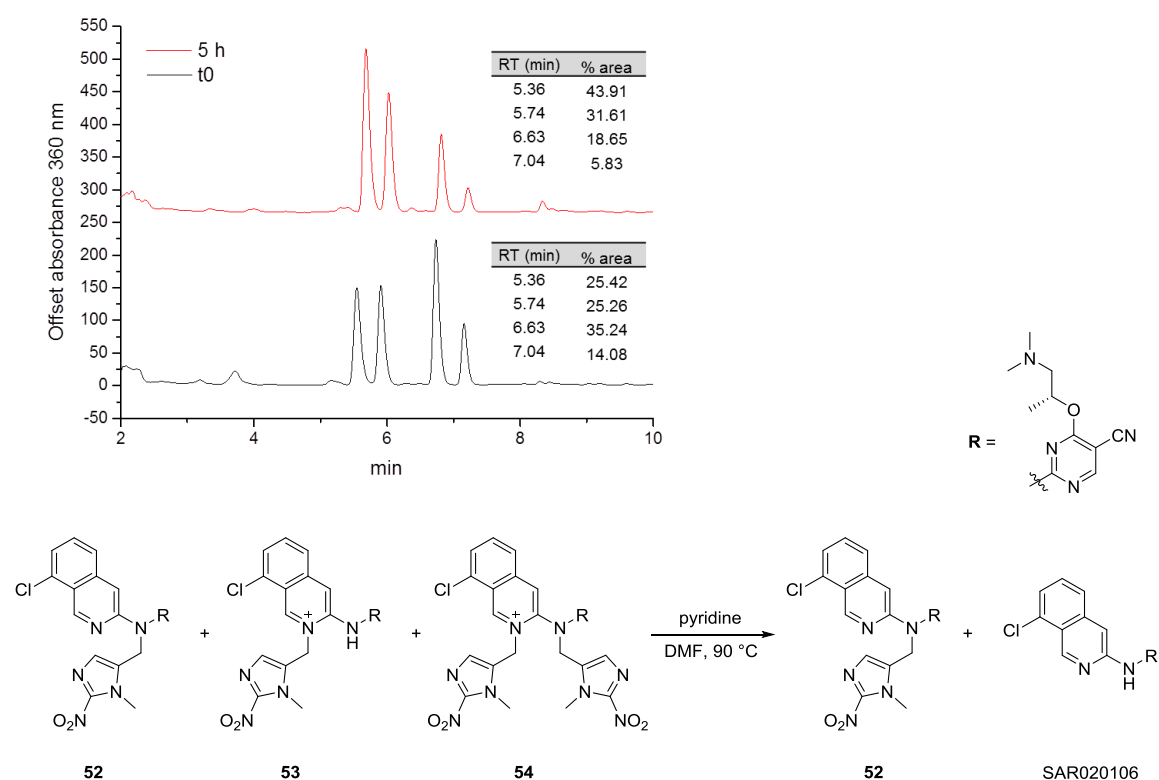 550
500
450
400
350
300
250
200
150
100
50
0
-50
Offset absorbance 360 nm
2 4 6 8 10
min
5 h
t0
RT (min) % area
5.36 43.91
5.74 31.61
6.63 18.65
7.04 5.83
RT (min) % area
5.36 25.42
5.74 25.26
6.63 35.24
7.04 14.08
N
O
R =
N
CN
N
Cl
N
N
R
N
N
O₂N
52
+
Cl
N
+
N
H
R
N
N
O₂N
53
+
Cl
N
+
N
R
N
N
O₂N
N
N
NO₂
54
pyridine
DMF, 90 °C
Cl
N
N
R
N
N
O₂N
52
+
Cl
N
N
H
R
SAR020106